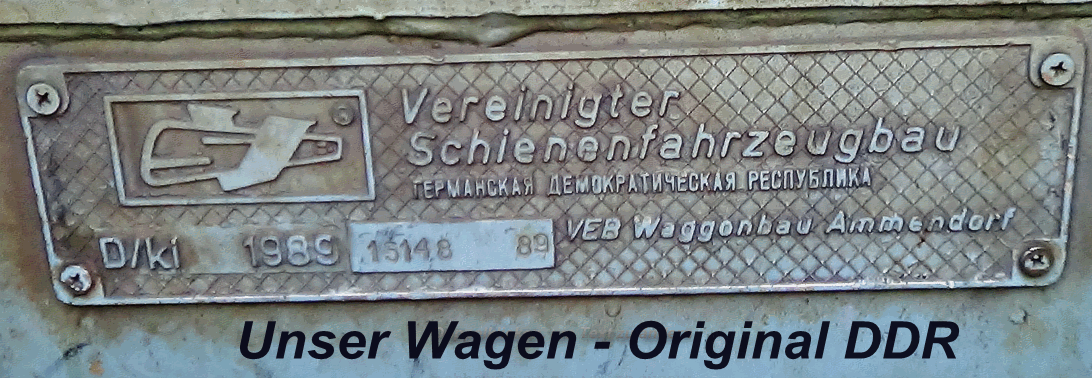 Vereinigter
Schienenfahrzeugbau
ГЕРМАНСКАЯ ДЕМОКРАТИЧЕСКАЯ РЕСПУБЛИКА
VEB Waggonbau Ammendorf
D/ki 1989 15148 89
Unser Wagen - Original DDR